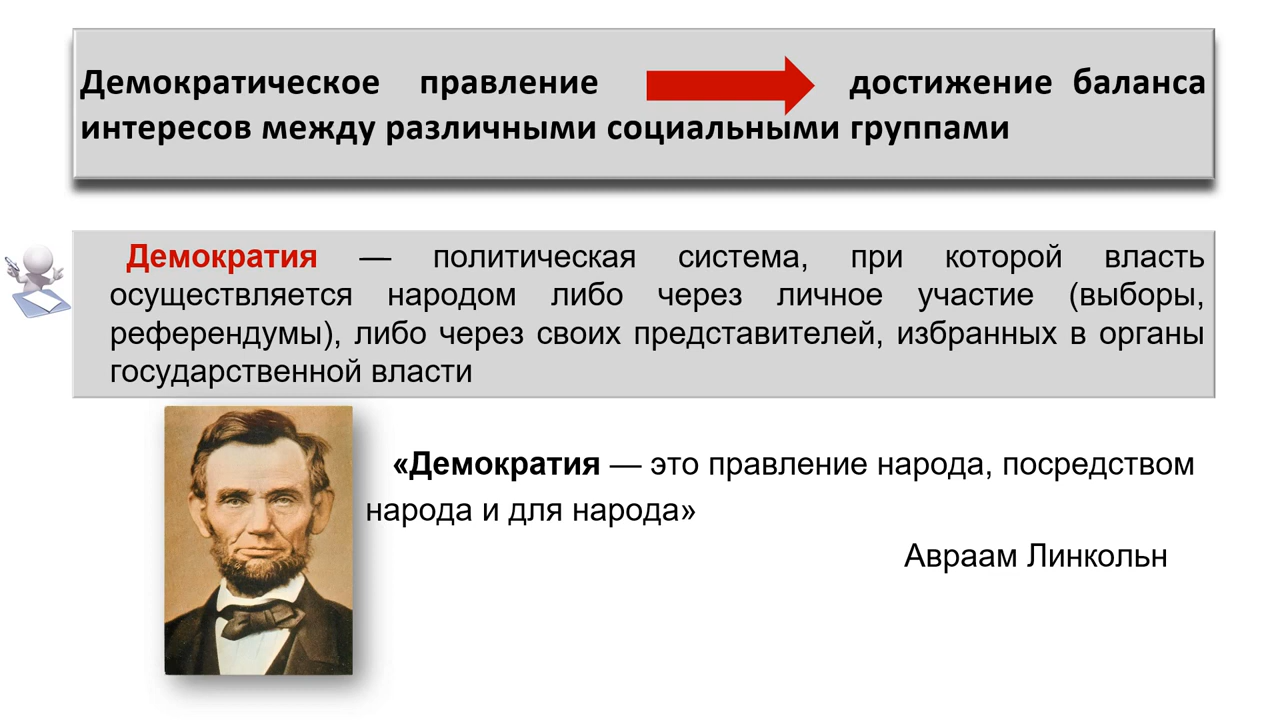 Демократическое правление достижение баланса
интересов между различными социальными группами
Демократия — политическая система, при которой власть
осуществляется народом либо через личное участие (выборы,
референдумы), либо через своих представителей, избранных в органы
государственной власти
«Демократия — это правление народа, посредством
народа и для народа»
Авраам Линкольн